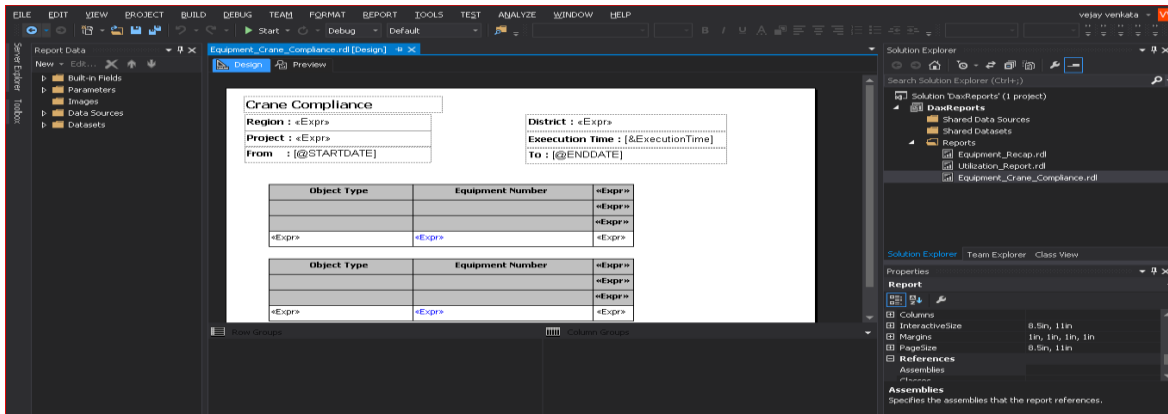 FILE EDIT VIEW PROJECT BUILD DEBUG TEAM FORMAT REPORT TOOLS TEST ANALYZE WINDOW HELP vejay venkata
Start Debug Default
Server Explorer
Toolbox
Report Data
New Edit...
Built-in Fields
Parameters
Images
Data Sources
Datasets
Equipment_Crane_Compliance.rdl [Design]
Design Preview
Crane Compliance
Region : «Expr» District : «Expr»
Project : «Expr» Exeecution Time : [&ExecutionTime]
From : [@STARTDATE] To : [@ENDDATE]
Object Type Equipment Number «Expr»
«Expr»
«Expr»
«Expr» «Expr» «Expr»
Object Type Equipment Number «Expr»
«Expr»
«Expr»
«Expr» «Expr» «Expr»
Row Groups Column Groups
Solution Explorer
Search Solution Explorer (Ctrl+;)
Solution 'DaxReports' (1 project)
DaxReports
Shared Data Sources
Shared Datasets
Reports
Equipment_Recap.rdl
Utilization_Report.rdl
Equipment_Crane_Compliance.rdl
Solution Explorer Team Explorer Class View
Properties
Report
Columns
InteractiveSize 8.5in, 11in
Margins 1in, 1in, 1in, 1in
PageSize 8.5in, 11in
References
Assemblies
Assemblies
Specifies the assemblies that the report references.